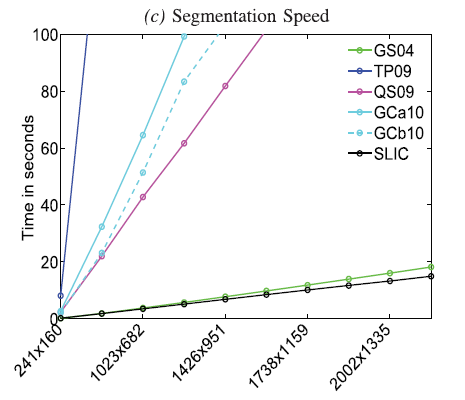 (c) Segmentation Speed
100
80
60
40
20
0
Time in seconds
GS04
TP09
QS09
GCa10
GCb10
SLIC
241x160
1023x682
1426x951
1738x1159
2002x1335